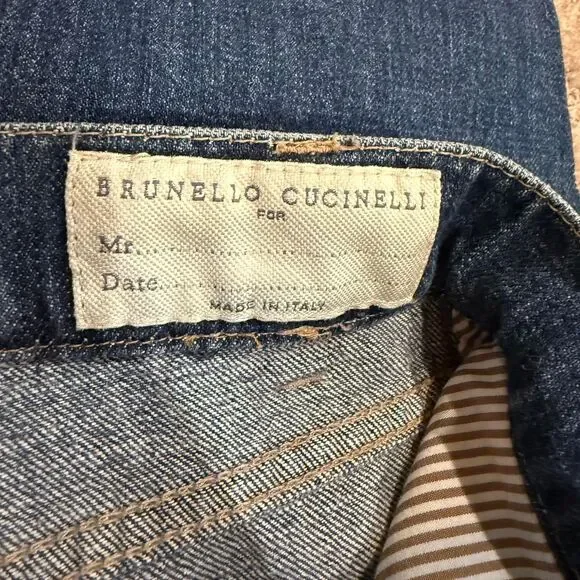 BRUNELLO CUCINELLI
FOR
Mr..............................
Date............................
MADE IN ITALY